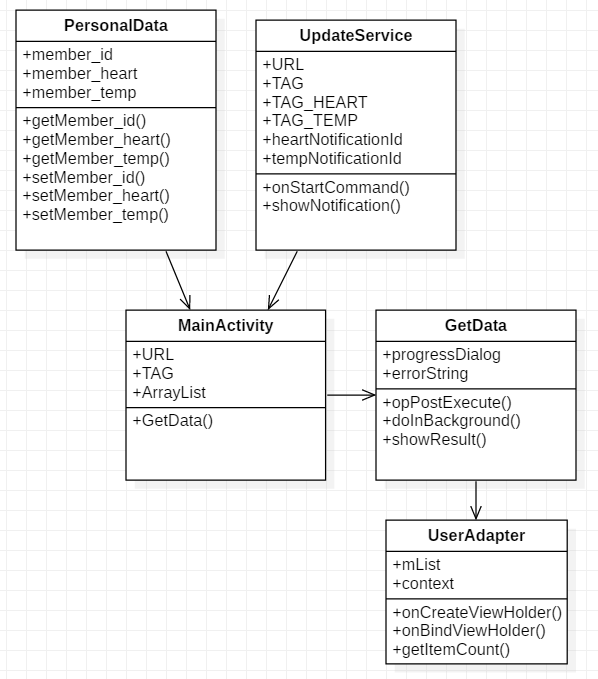 PersonalData
+member_id
+member_heart
+member_temp
+getMember_id()
+getMember_heart()
+getMember_temp()
+setMember_id()
+setMember_heart()
+setMember_temp()
UpdateService
+URL
+TAG
+TAG_HEART
+TAG_TEMP
+heartNotificationId
+tempNotificationId
+onStartCommand()
+showNotification()
MainActivity
+URL
+TAG
+ArrayList
+GetData()
GetData
+progressDialog
+errorString
+opPostExecute()
+doInBackground()
+showResult()
UserAdapter
+mList
+context
+onCreateViewHolder()
+onBindViewHolder()
+getItemCount()